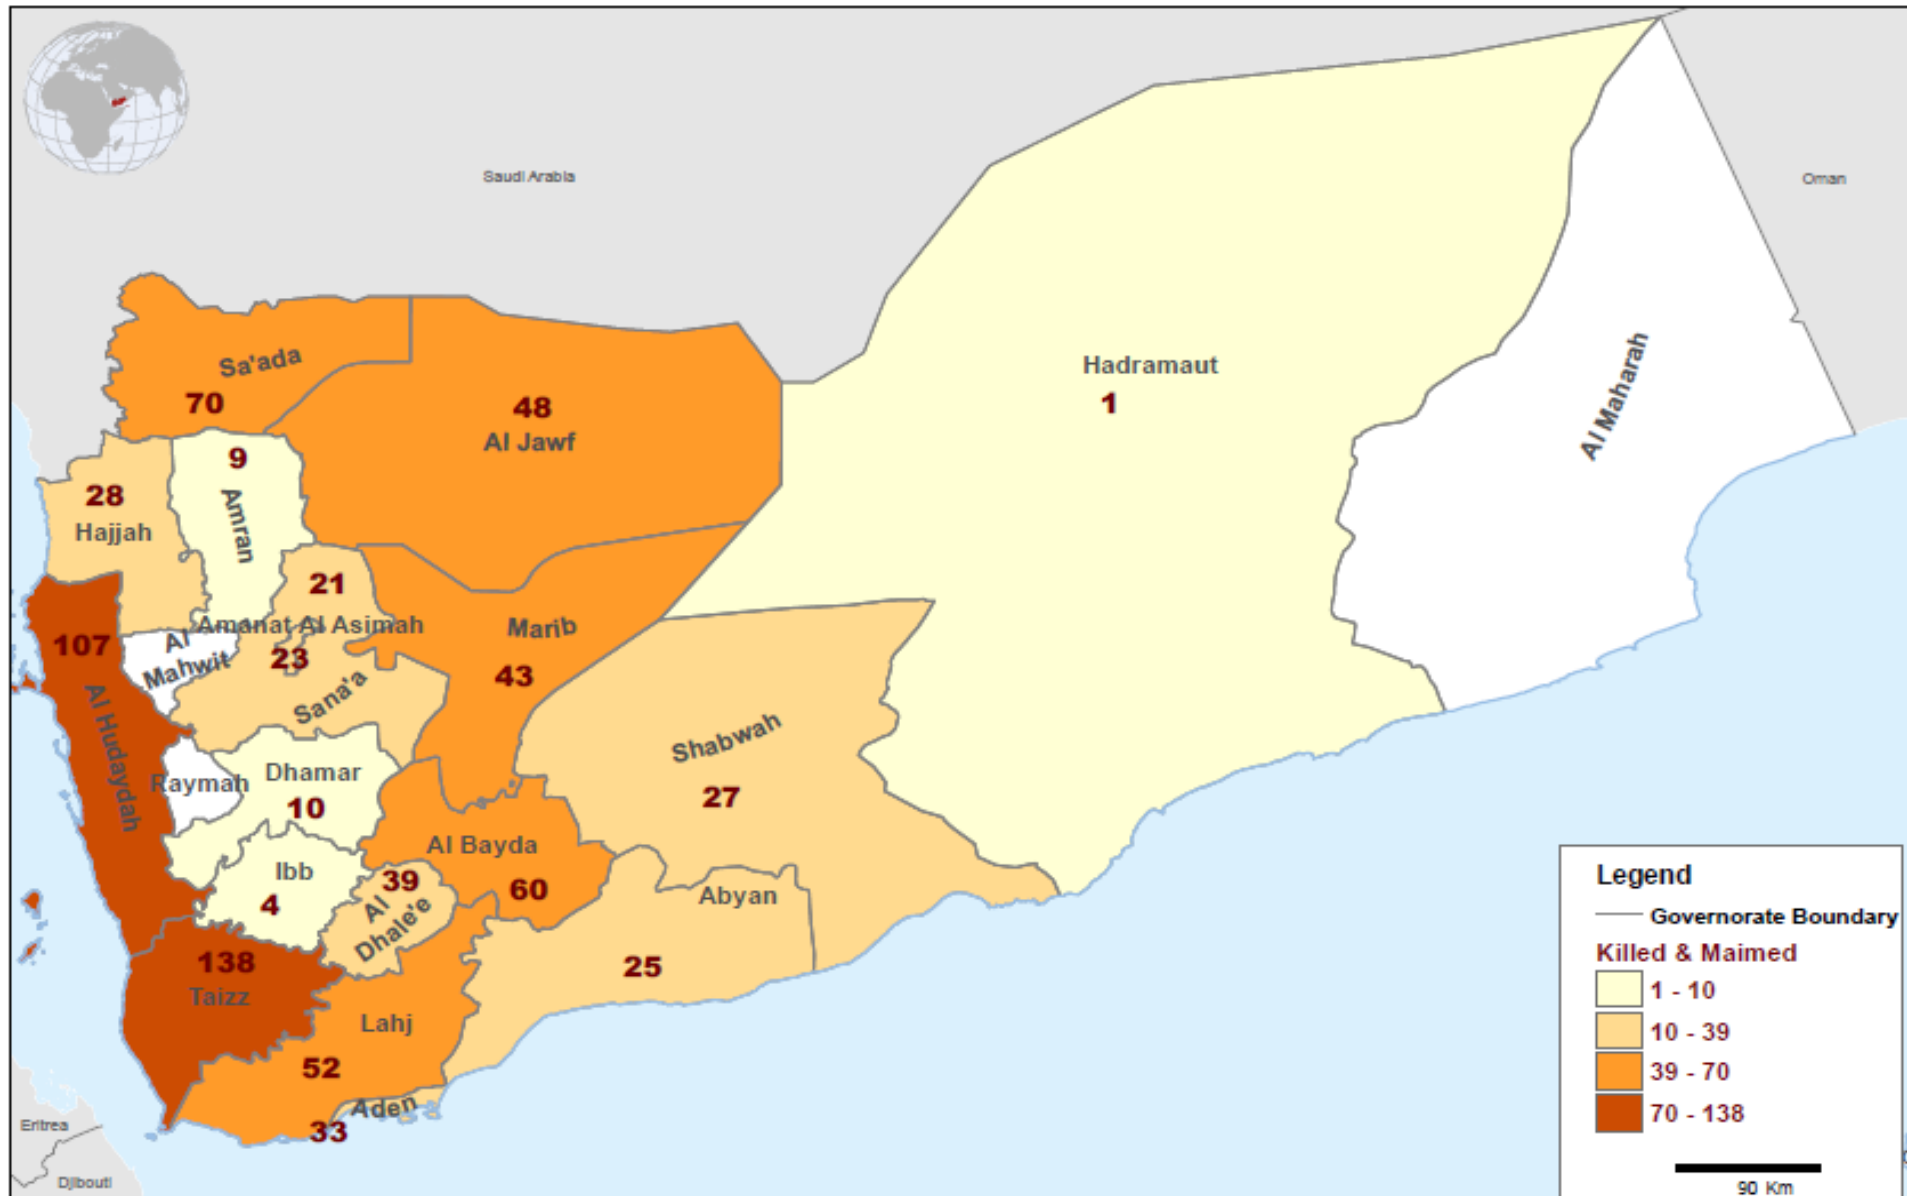 Saudi Arabia
Oman
Sa'ada
70
48
Al Jawf
Hadramaut
1
Al Maharah
9
Amran
28
Hajjah
21
Amanat Al Asimah
23
Sana'a
Marib
43
107
Al Hudaydah
Al
Mahwit
Shabwah
27
Raymah
Dhamar
10
Al Bayda
60
Ibb
4
39
Al
Dhale'e
Abyan
25
138
Taizz
Lahj
52
Aden
33
Eritrea
Djibouti
Legend
Governorate Boundary
Killed & Maimed
1 - 10
10 - 39
39 - 70
70 - 138
90 Km